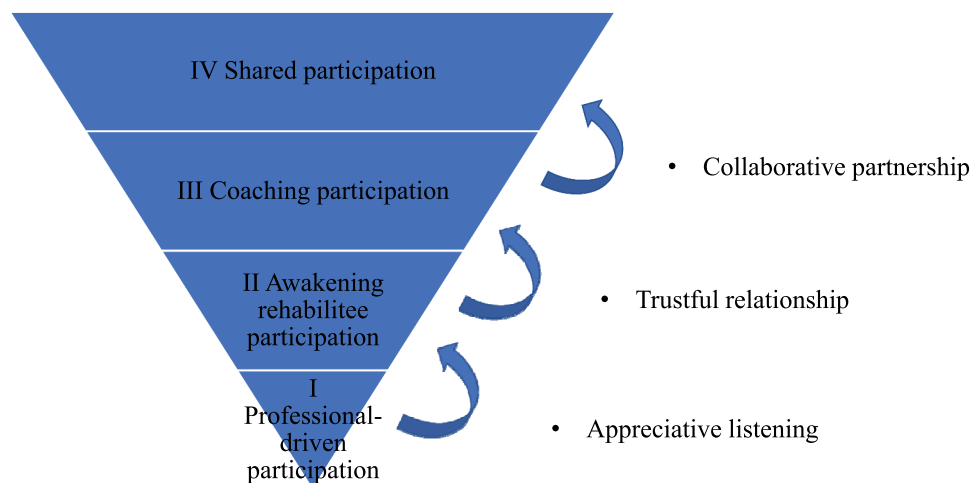 IV Shared participation
III Coaching participation
• Collaborative partnership
II Awakening
rehabilitee
participation
• Trustful relationship
I
Professional-
driven
participation
• Appreciative listening